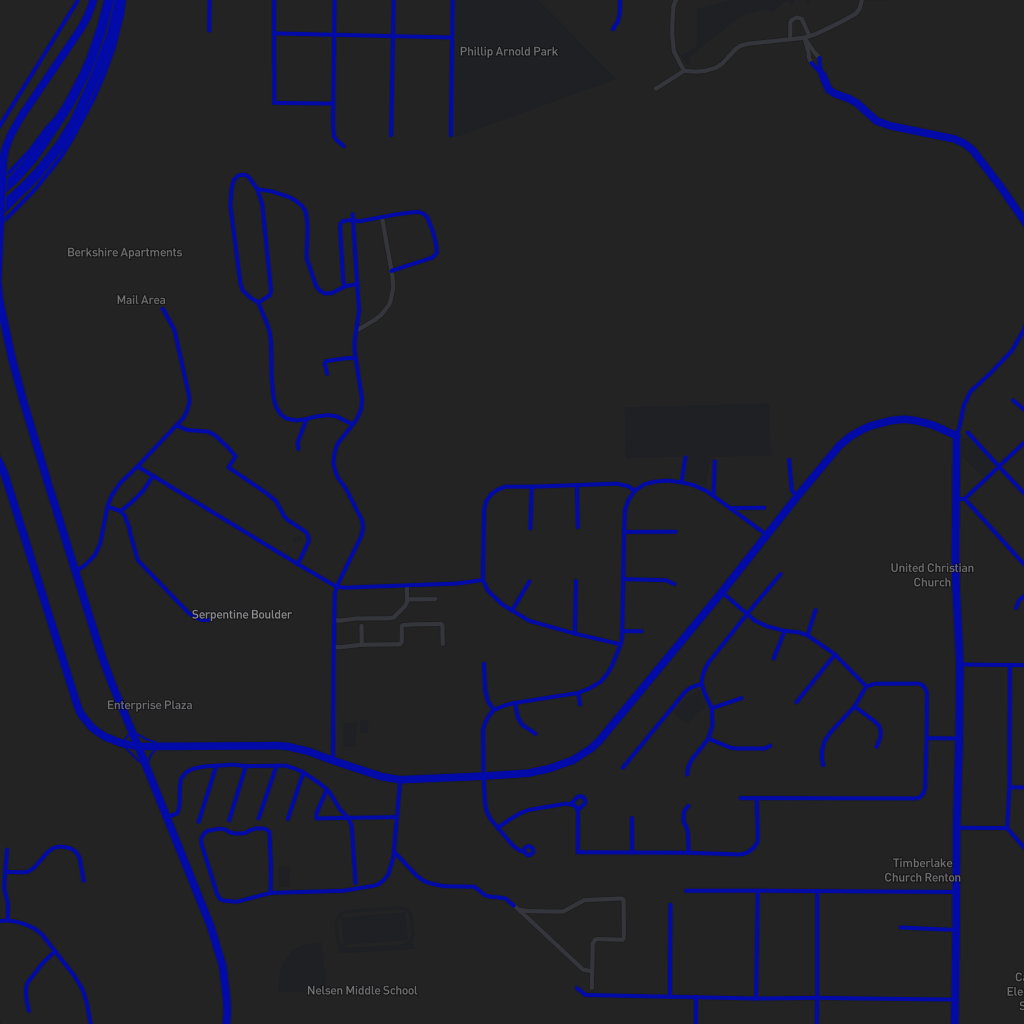 Phillip Arnold Park
Berkshire Apartments
Mail Area
United Christian
Church
Serpentine Boulder
Enterprise Plaza
Timberlake
Church Renton
Nelsen Middle School